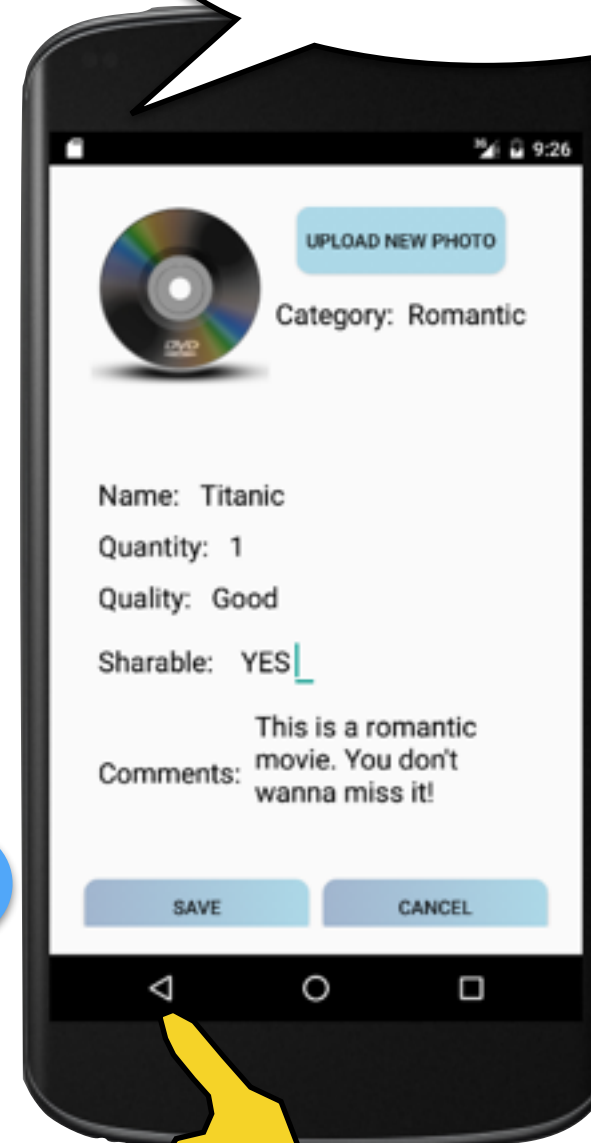 9:26
UPLOAD NEW PHOTO
Category: Romantic
Name: Titanic
Quantity: 1
Quality: Good
Sharable: YES
This is a romantic
Comments: movie. You don't
wanna miss it!
SAVE CANCEL